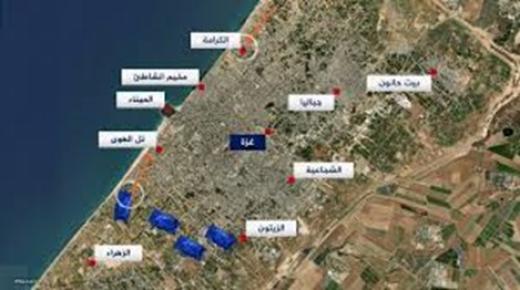 الكرامة
مخيم الشاطئ
بيت حانون
الميناء
جباليا
تل الهوى
غزة
الشجاعية
الزيتون
الزهراء